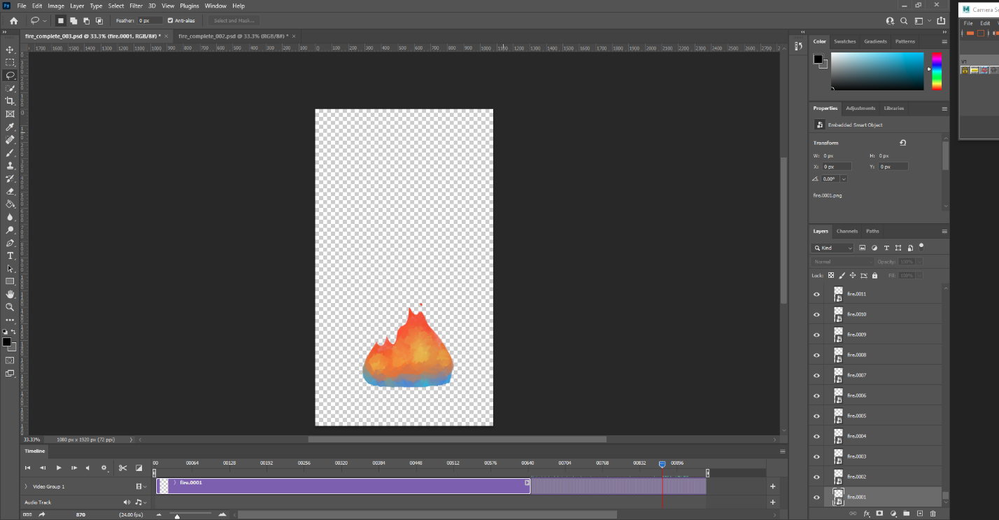 File Edit Image Layer Type Select Filter 3D View Plugins Window Help
Camera Se
Feather: 0 px Anti-alias Select and Mask...
File Edit
fire_complete_003.psd @ 33.3% (fire.0001, RGB/8#) * × fire_complete_002.psd @ 33.3% (RGB/8#) * ×
Color Swatches Gradients Patterns
1700 1600 1500 1400 1300 1200 1100 1000 900 800 700 600 500 400 300 200 100 0 100 200 300 400 500 600 700 800 900 1000 1100 1200 1300 1400 1500 1600 1700 1800 1900 2000 2100 2200 2300 2400 2500 2600 2700
V1
Properties Adjustments Libraries
Embedded Smart Object
Transform
W: 0 px H: 0 px
X: 0 px Y: 0 px
0.00°
fire.0001.png
Layers Channels Paths
Kind
Normal Opacity: 100%
Lock: Fill: 100%
fire.0011
fire.0010
fire.0009
fire.0008
fire.0007
fire.0006
fire.0005
fire.0004
fire.0003
fire.0002
fire.0001
33.33% 1080 px x 1920 px (72 ppi)
Timeline
00 00064 00128 00192 00256 00320 00384 00448 00512 00576 00640 00704 00768 00832 00896
Video Group 1
fire.0001
Audio Track
870 (24.00 fps)